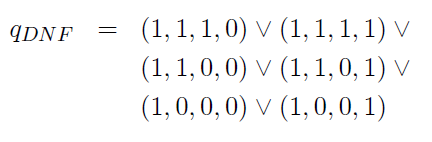 qDNF = (1, 1, 1, 0) ∨ (1, 1, 1, 1) ∨
(1, 1, 0, 0) ∨ (1, 1, 0, 1) ∨
(1, 0, 0, 0) ∨ (1, 0, 0, 1)